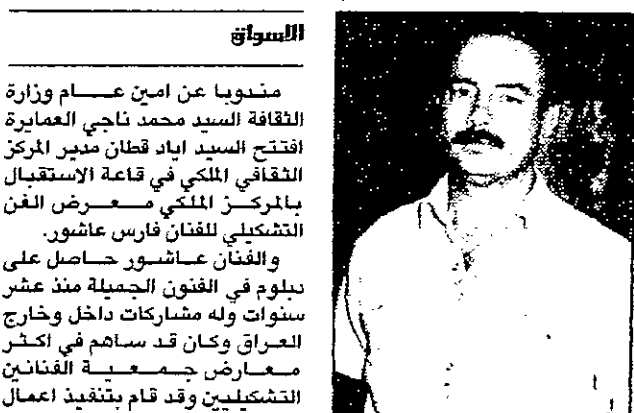 الاسواق
مندوبا عن امين عام وزارة
الثقافة السيد محمد ناجي العمايرة
افتتح السيد اياد قطان مدير المركز
الثقافي الملكي في قاعة الاستقبال
بالمركز الملكي معرض الفن
التشكيلي للفنان فارس عاشور.
والفنان عاشور حاصل على
دبلوم في الفنون الجميلة منذ عشر
سنوات وله مشاركات داخل وخارج
العراق وكان قد ساهم في اكثر
معارض جمعية الفنانين
التشكيليين وقد قام بتنفيذ اعمال